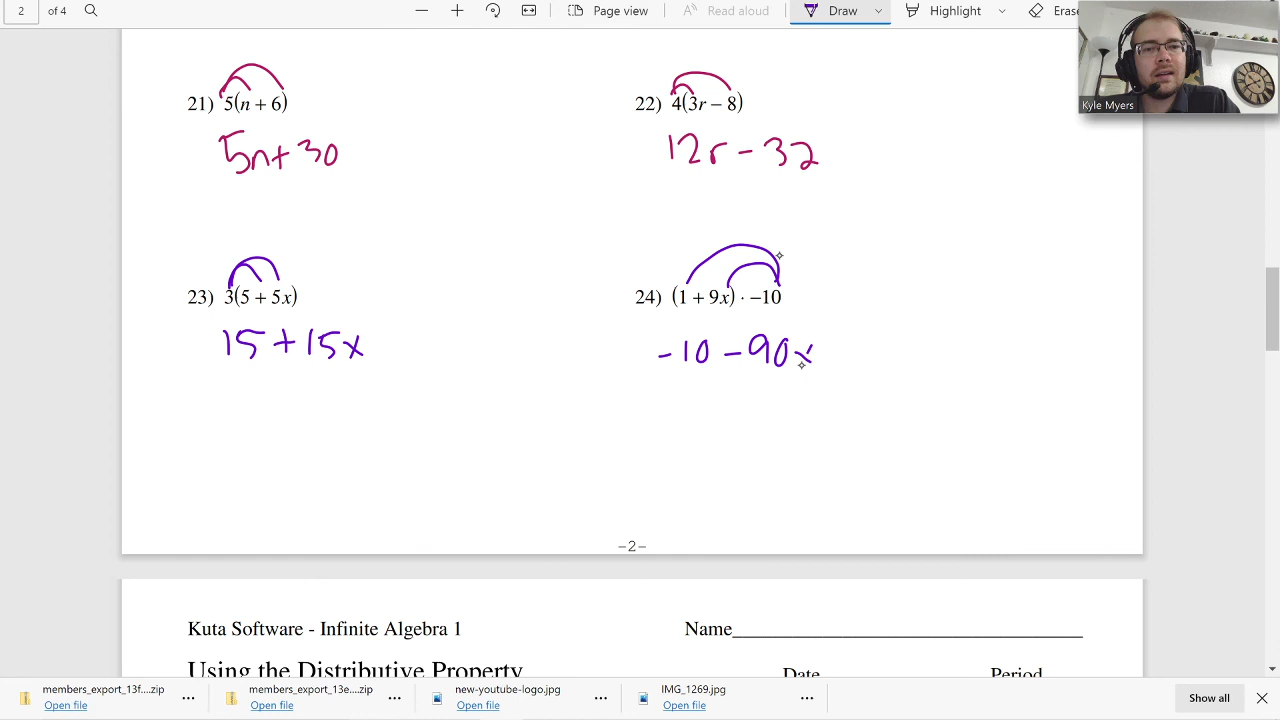 2 of 4 Page view Read aloud Draw Highlight Erase
Kyle Myers
21) 5(n + 6)
5n+30
22) 4(3r − 8)
12r - 32
23) 3(5 + 5x)
15 + 15x
24) (1 + 9x) · −10
-10 - 90x
-2-
Kuta Software - Infinite Algebra 1
Name
Using the Distributive Property
Date
Period
members_export_13f....zip
Open file
members_export_13e....zip
Open file
new-youtube-logo.jpg
Open file
IMG_1269.jpg
Open file
Show all